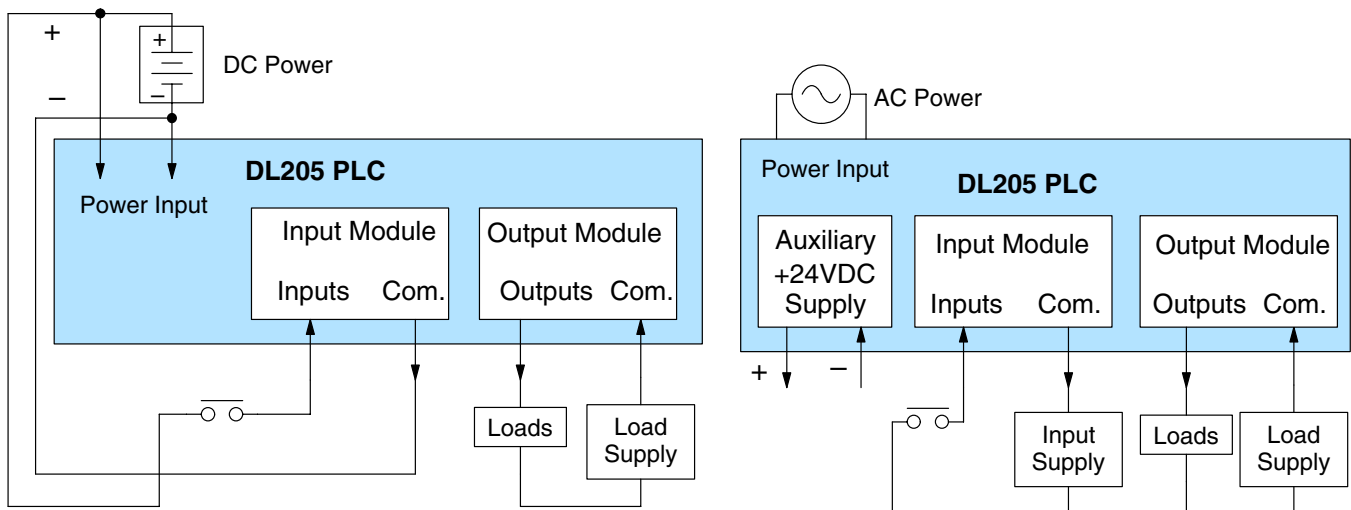 +
+
DC Power
−
−
DL205 PLC
Power Input
Input Module
Inputs Com.
Output Module
Outputs Com.
Loads
Load
Supply
AC Power
Power Input
DL205 PLC
Auxiliary
+24VDC
Supply
Input Module
Inputs Com.
Output Module
Outputs Com.
+ −
Input
Supply
Loads
Load
Supply